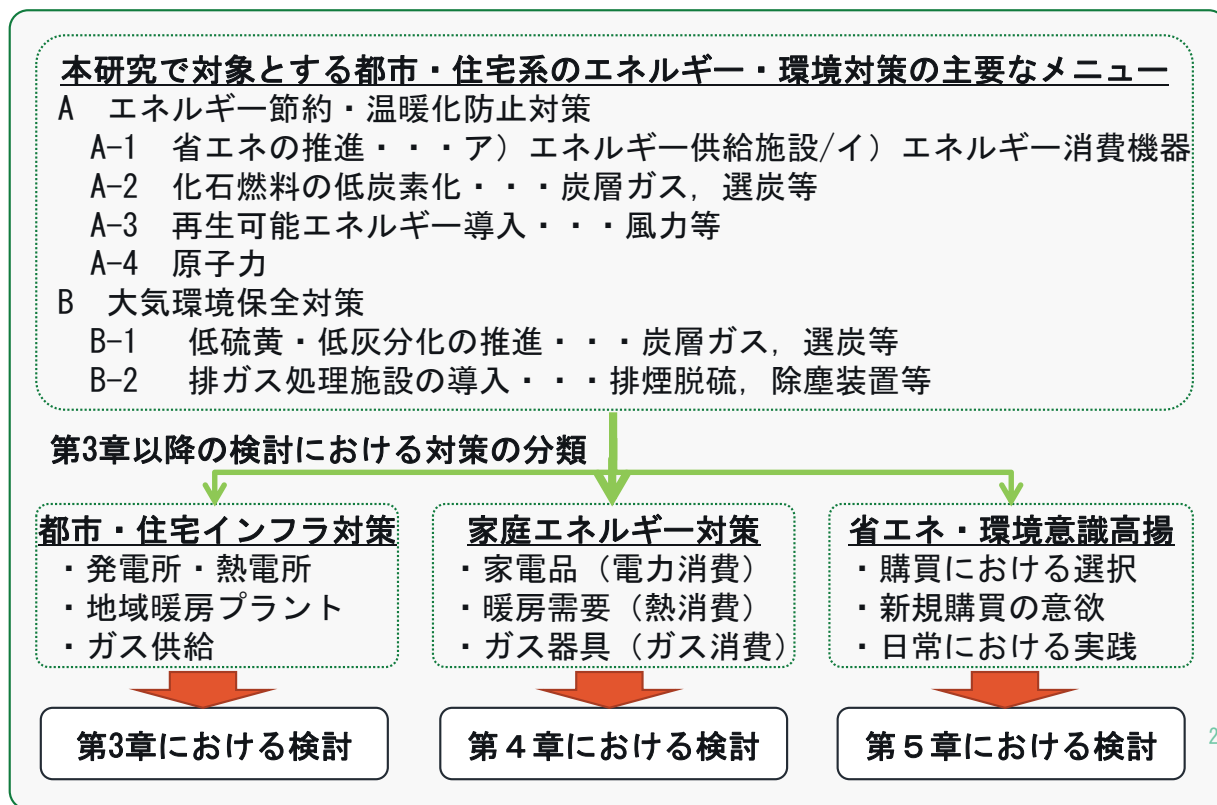 本研究で対象とする都市・住宅系のエネルギー・環境対策の主要なメニュー
A　エネルギー節約・温暖化防止対策
A-1　省エネの推進・・・ア）エネルギー供給施設/イ）エネルギー消費機器
A-2　化石燃料の低炭素化・・・炭層ガス，選炭等
A-3　再生可能エネルギー導入・・・風力等
A-4　原子力
B　大気環境保全対策
B-1　 低硫黄・低灰分化の推進・・・炭層ガス，選炭等
B-2　 排ガス処理施設の導入・・・排煙脱硫，除塵装置等
第3章以降の検討における対策の分類
都市・住宅インフラ対策
・発電所・熱電所
・地域暖房プラント
・ガス供給
第3章における検討
家庭エネルギー対策
・家電品（電力消費）
・暖房需要（熱消費）
・ガス器具（ガス消費）
第４章における検討
省エネ・環境意識高揚
・購買における選択
・新規購買の意欲
・日常における実践
第５章における検討
2